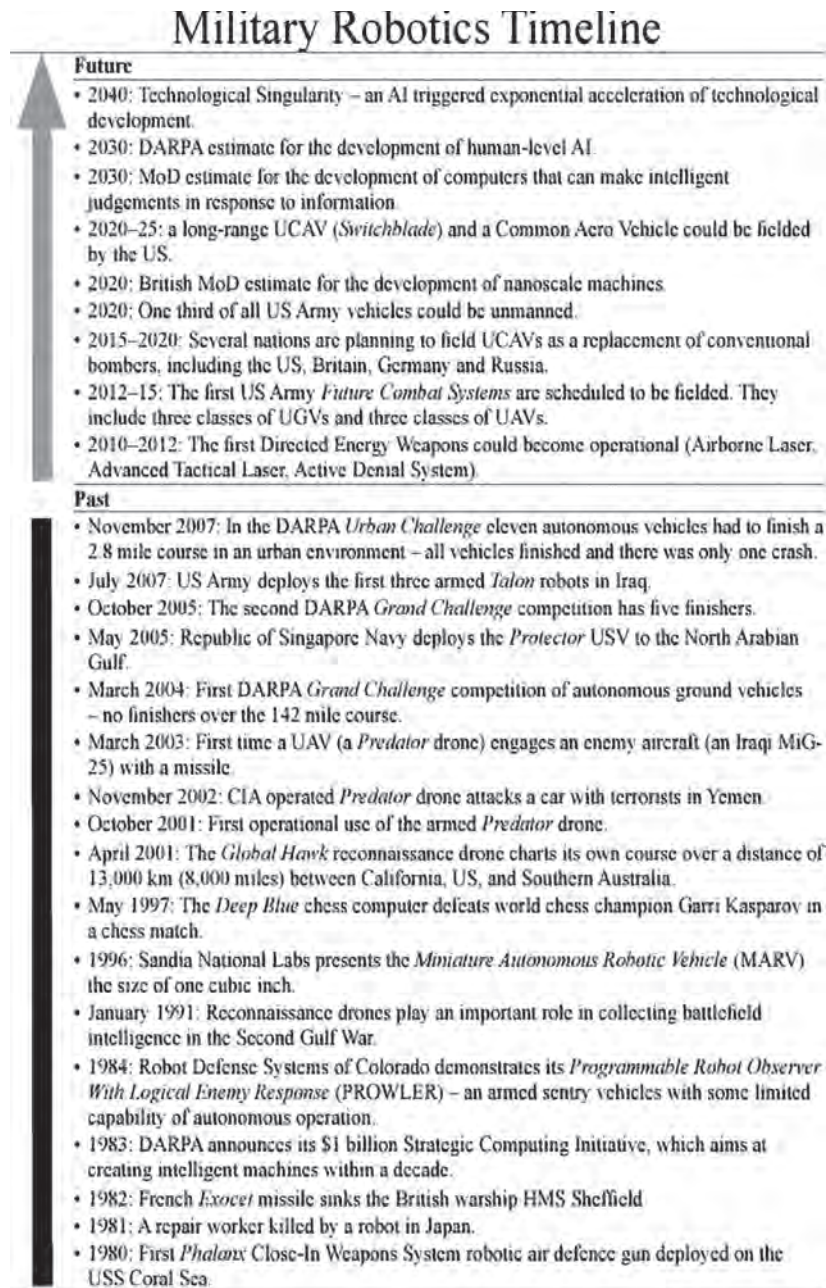 Military Robotics Timeline
Future
• 2040: Technological Singularity – an AI triggered exponential acceleration of technological
development.
• 2030: DARPA estimate for the development of human-level AI.
• 2030: MoD estimate for the development of computers that can make intelligent
judgements in response to information.
• 2020–25: a long-range UCAV (Switchblade) and a Common Aero Vehicle could be fielded
by the US.
• 2020: British MoD estimate for the development of nanoscale machines.
• 2020: One third of all US Army vehicles could be unmanned.
• 2015–2020: Several nations are planning to field UCAVs as a replacement of conventional
bombers, including the US, Britain, Germany and Russia.
• 2012–15: The first US Army Future Combat Systems are scheduled to be fielded. They
include three classes of UGVs and three classes of UAVs.
• 2010–2012: The first Directed Energy Weapons could become operational (Airborne Laser,
Advanced Tactical Laser, Active Denial System).
Past
• November 2007: In the DARPA Urban Challenge eleven autonomous vehicles had to finish a
2.8 mile course in an urban environment – all vehicles finished and there was only one crash.
• July 2007: US Army deploys the first three armed Talon robots in Iraq.
• October 2005: The second DARPA Grand Challenge competition has five finishers.
• May 2005: Republic of Singapore Navy deploys the Protector USV to the North Arabian
Gulf.
• March 2004: First DARPA Grand Challenge competition of autonomous ground vehicles
– no finishers over the 142 mile course.
• March 2003: First time a UAV (a Predator drone) engages an enemy aircraft (an Iraqi MiG-
25) with a missile.
• November 2002: CIA operated Predator drone attacks a car with terrorists in Yemen.
• October 2001: First operational use of the armed Predator drone.
• April 2001: The Global Hawk reconnaissance drone charts its own course over a distance of
13,000 km (8,000 miles) between California, US, and Southern Australia.
• May 1997: The Deep Blue chess computer defeats world chess champion Garri Kasparov in
a chess match.
• 1996: Sandia National Labs presents the Miniature Autonomous Robotic Vehicle (MARV)
the size of one cubic inch.
• January 1991: Reconnaissance drones play an important role in collecting battlefield
intelligence in the Second Gulf War.
• 1984: Robot Defense Systems of Colorado demonstrates its Programmable Robot Observer
With Logical Enemy Response (PROWLER) – an armed sentry vehicles with some limited
capability of autonomous operation.
• 1983: DARPA announces its $1 billion Strategic Computing Initiative, which aims at
creating intelligent machines within a decade.
• 1982: French Exocet missile sinks the British warship HMS Sheffield
• 1981: A repair worker killed by a robot in Japan.
• 1980: First Phalanx Close-In Weapons System robotic air defence gun deployed on the
USS Coral Sea.